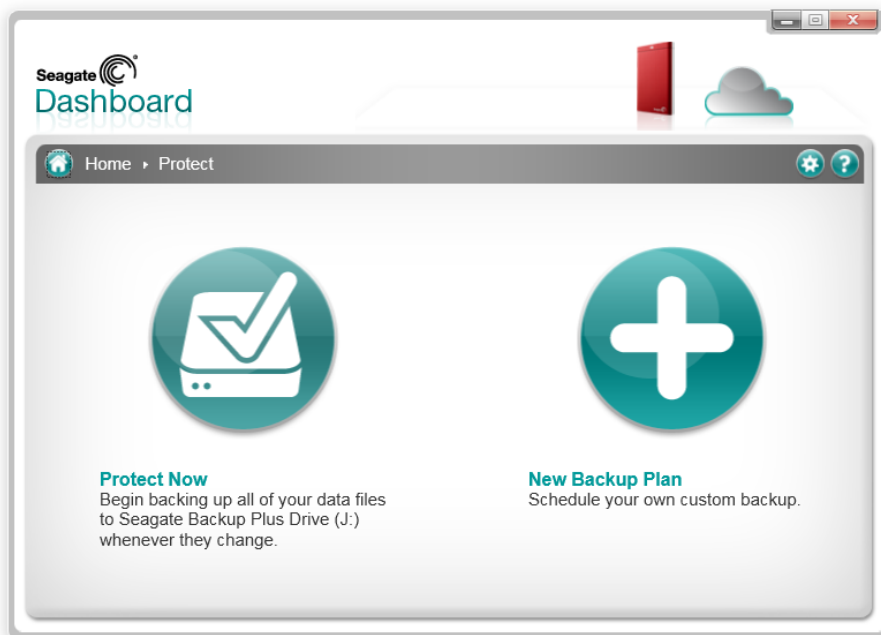 Seagate
Dashboard
Home ▸ Protect
?
Protect Now
Begin backing up all of your data files
to Seagate Backup Plus Drive (J:)
whenever they change.
New Backup Plan
Schedule your own custom backup.